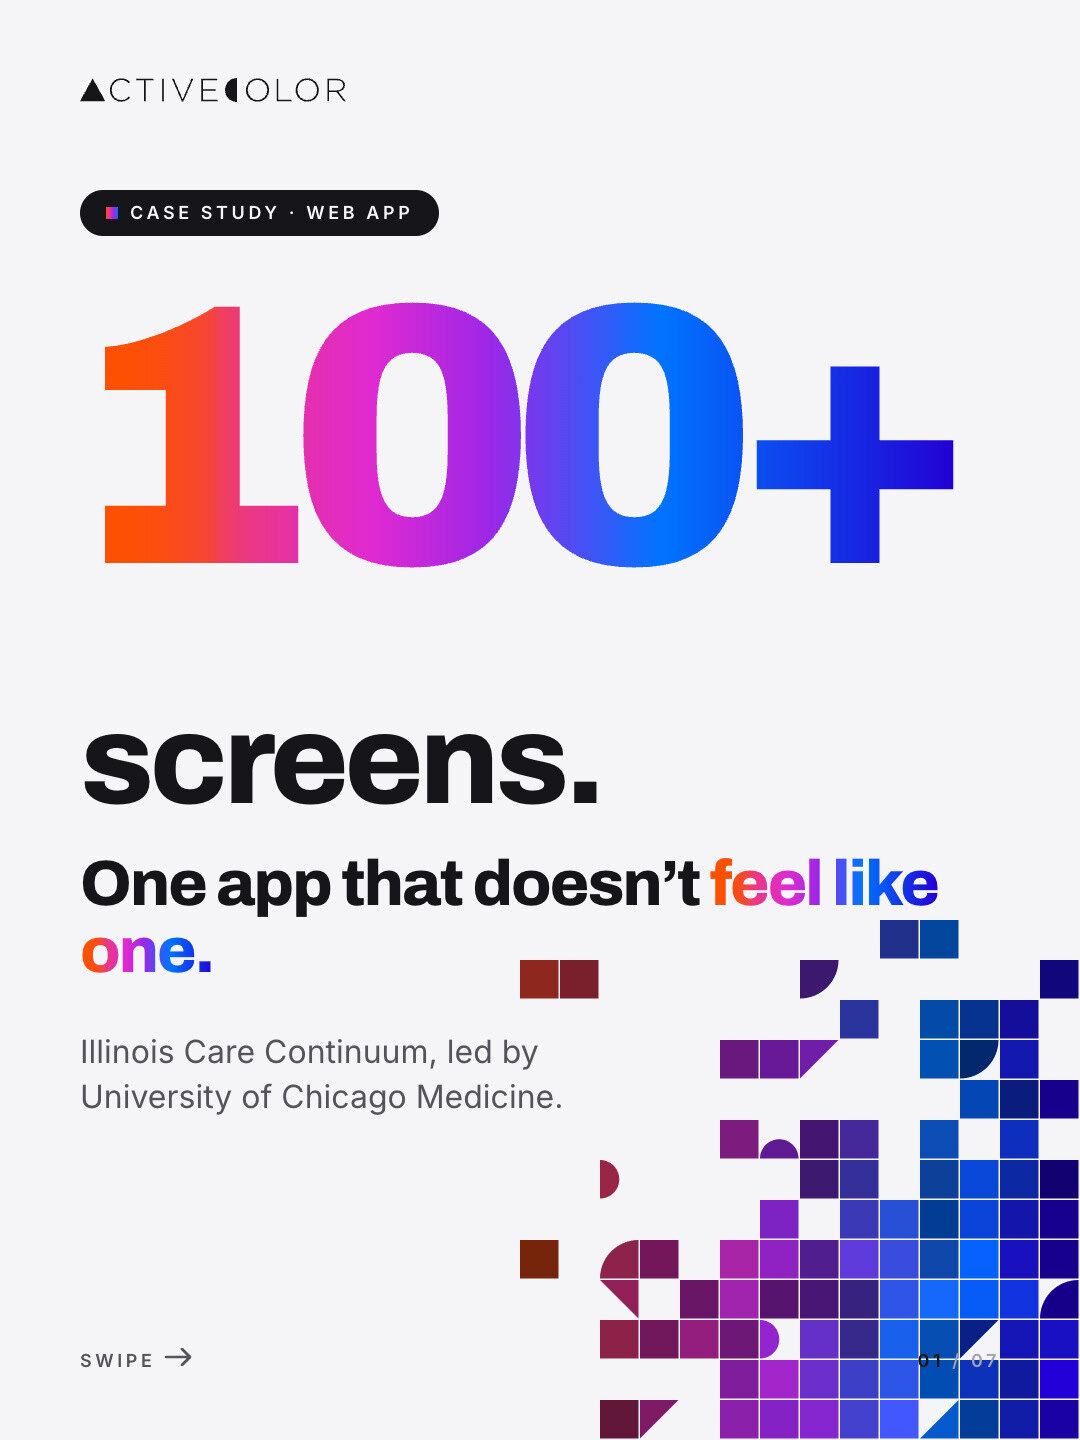 ACTIVECOLOR
CASE STUDY · WEB APP
100+
screens.
One app that doesn’t feel like
one.
Illinois Care Continuum, led by
University of Chicago Medicine.
SWIPE →
01 / 07